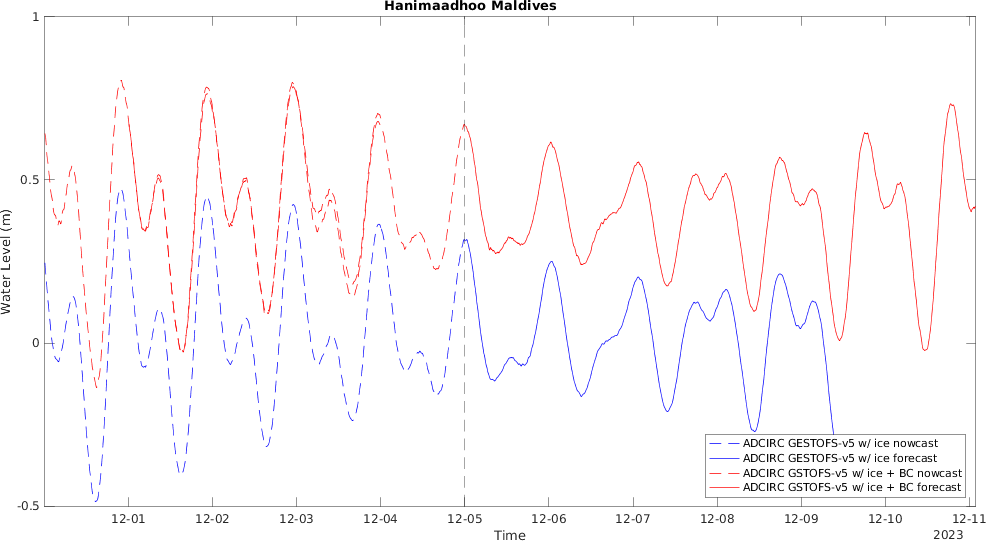 Hanimaadhoo Maldives
1
0.5
0
-0.5
Water Level (m)
ADCIRC GESTOFS-v5 w/ ice nowcast
ADCIRC GESTOFS-v5 w/ ice forecast
ADCIRC GSTOFS-v5 w/ ice + BC nowcast
ADCIRC GSTOFS-v5 w/ ice + BC forecast
12-01 12-02 12-03 12-04 12-05 12-06 12-07 12-08 12-09 12-10 12-11
Time
2023